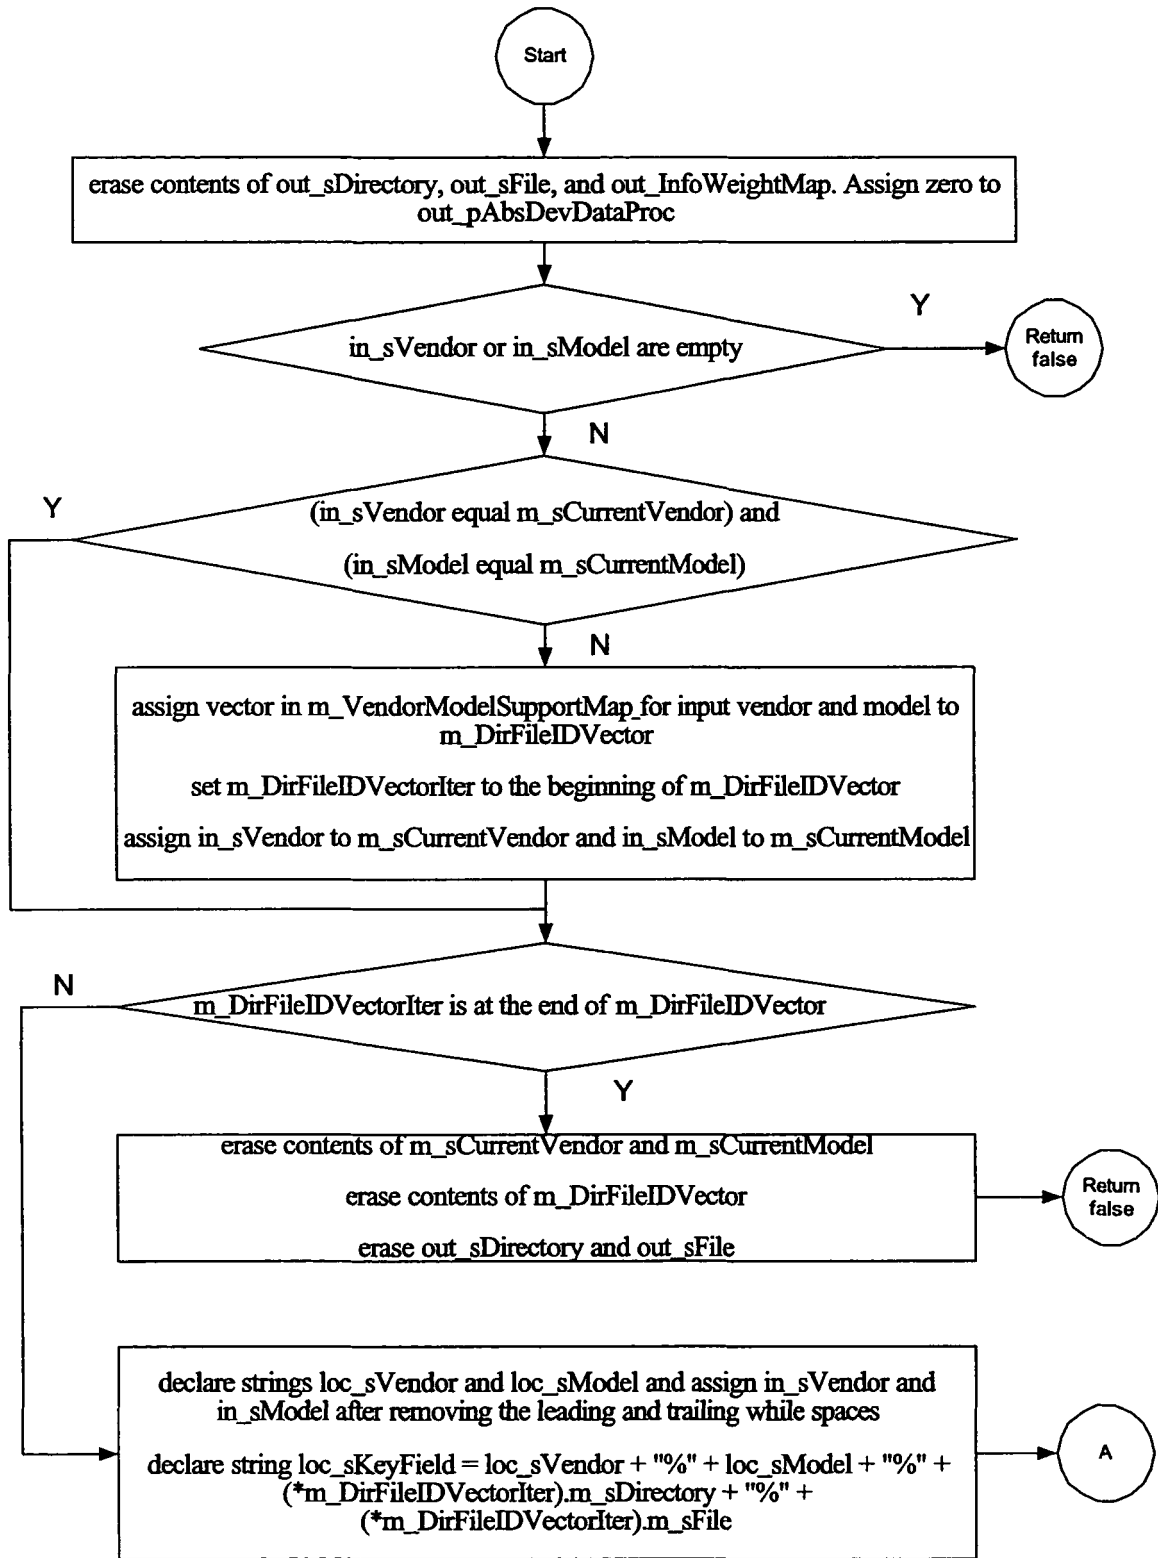 Start
erase contents of out_sDirectory, out_sFile, and out_InfoWeightMap. Assign zero to
out_pAbsDevDataProc
Y
in_sVendor or in_sModel are empty
Return
false
N
Y
(in_sVendor equal m_sCurrentVendor) and
(in_sModel equal m_sCurrentModel)
N
assign vector in m_VendorModelSupportMap for input vendor and model to
m_DirFileIDVector
set m_DirFileIDVectorIter to the beginning of m_DirFileIDVector
assign in_sVendor to m_sCurrentVendor and in_sModel to m_sCurrentModel
N
m_DirFileIDVectorIter is at the end of m_DirFileIDVector
Y
erase contents of m_sCurrentVendor and m_sCurrentModel
erase contents of m_DirFileIDVector
erase out_sDirectory and out_sFile
Return
false
declare strings loc_sVendor and loc_sModel and assign in_sVendor and
in_sModel after removing the leading and trailing while spaces
declare string loc_sKeyField = loc_sVendor + "%" + loc_sModel + "%" +
(*m_DirFileIDVectorIter).m_sDirectory + "%" +
(*m_DirFileIDVectorIter).m_sFile
A